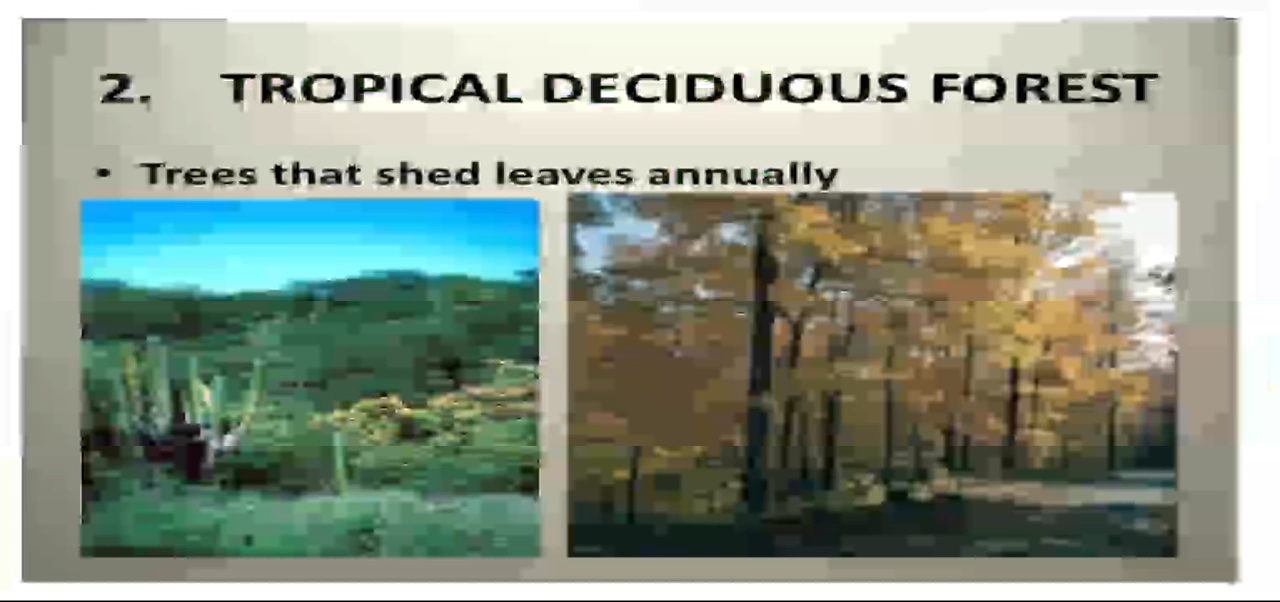 2. TROPICAL DECIDUOUS FOREST
• Trees that shed leaves annually